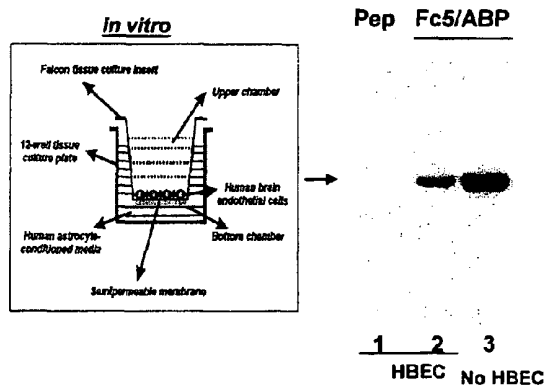 in vitro
Falcon tissue culture insert
Upper chamber
12-well tissue
culture plate
Human brain
endothelial cells
Human astrocyte-
conditioned media
Bottom chamber
Semipermeable membrane
Pep Fc5/ABP
1 2 3
HBEC No HBEC